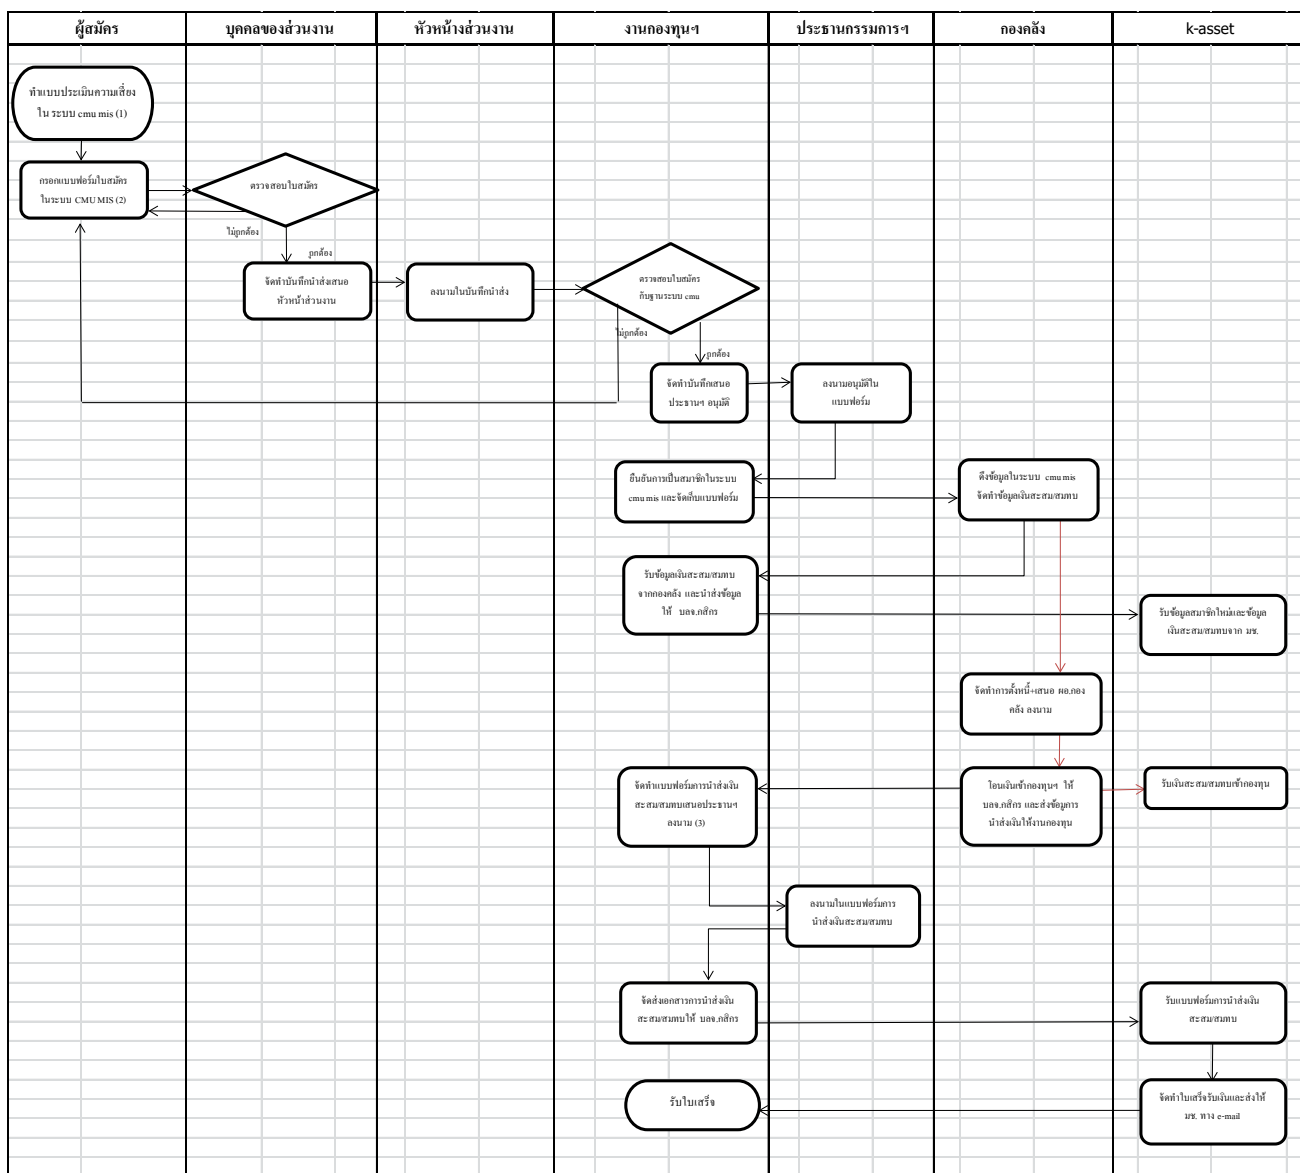 ผู้สมัคร
บุคคลของส่วนงาน
หัวหน้างส่วนงาน
งานกองทุนฯ
ประธานกรรมการฯ
กองคลัง
k-asset
ทำแบบประเมินความเสี่ยง
ใน ระบบ cmu mis (1)
กรอกแบบฟอร์มใบสมัคร
ในระบบ CMU MIS (2)
ตรวจสอบใบสมัคร
ไม่ถูกต้อง
ถูกต้อง
จัดทำบันทึกนำส่งเสนอ
หัวหน้าส่วนงาน
ลงนามในบันทึกนำส่ง
ตรวจสอบใบสมัคร
กับฐานระบบ cmu
ไม่ถูกต้อง
ถูกต้อง
จัดทำบันทึกเสนอ
ประธานฯ อนุมัติ
ลงนามอนุมัติใน
แบบฟอร์ม
ยืนยันการเป็นสมาชิกในระบบ
cmu mis และจัดเก็บแบบฟอร์ม
ดึงข้อมูลในระบบ cmu mis
จัดทำข้อมูลเงินสะสม/สมทบ
รับข้อมูลเงินสะสม/สมทบ
จากกองคลัง และนำส่งข้อมูล
ให้ บลจ.กสิกร
รับข้อมูลสมาชิกใหม่และข้อมูล
เงินสะสม/สมทบจาก มช.
จัดทำการตั้งหนี้+เสนอ ผอ.กอง
คลัง ลงนาม
จัดทำแบบฟอร์มการนำส่งเงิน
สะสม/สมทบเสนอประธานฯ
ลงนาม (3)
โอนเงินเข้ากองทุนฯ ให้
บลจ.กสิกร และส่งข้อมูลการ
นำส่งเงินให้งานกองทุน
รับเงินสะสม/สมทบเข้ากองทุน
ลงนามในแบบฟอร์มการ
นำส่งเงินสะสม/สมทบ
จัดส่งเอกสารการนำส่งเงิน
สะสม/สมทบให้ บลจ.กสิกร
รับแบบฟอร์มการนำส่งเงิน
สะสม/สมทบ
รับใบเสร็จ
จัดทำใบเสร็จรับเงินและส่งให้
มช. ทาง e-mail